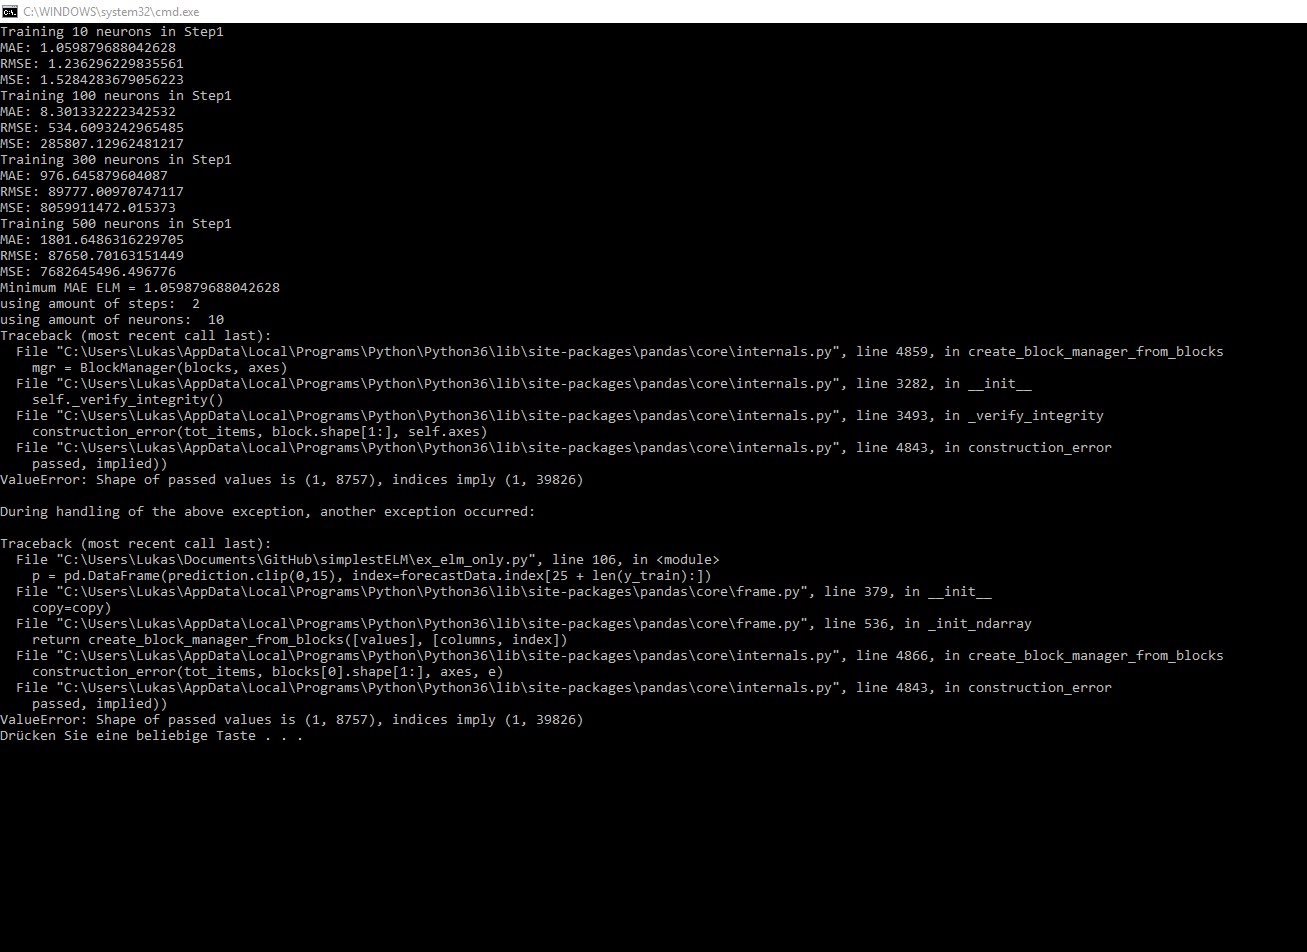 C:\WINDOWS\system32\cmd.exe
Training 10 neurons in Step1
MAE: 1.059879688042628
RMSE: 1.236296229835561
MSE: 1.5284283679056223
Training 100 neurons in Step1
MAE: 8.301332222342532
RMSE: 534.6093242965485
MSE: 285807.12962481217
Training 300 neurons in Step1
MAE: 976.645879604087
RMSE: 89777.00970747117
MSE: 8059911472.015373
Training 500 neurons in Step1
MAE: 1801.6486316229705
RMSE: 87650.70163151449
MSE: 7682645496.496776
Minimum MAE ELM = 1.059879688042628
using amount of steps:  2
using amount of neurons:  10
Traceback (most recent call last):
  File "C:\Users\Lukas\AppData\Local\Programs\Python\Python36\lib\site-packages\pandas\core\internals.py", line 4859, in create_block_manager_from_blocks
    mgr = BlockManager(blocks, axes)
  File "C:\Users\Lukas\AppData\Local\Programs\Python\Python36\lib\site-packages\pandas\core\internals.py", line 3282, in __init__
    self._verify_integrity()
  File "C:\Users\Lukas\AppData\Local\Programs\Python\Python36\lib\site-packages\pandas\core\internals.py", line 3493, in _verify_integrity
    construction_error(tot_items, block.shape[1:], self.axes)
  File "C:\Users\Lukas\AppData\Local\Programs\Python\Python36\lib\site-packages\pandas\core\internals.py", line 4843, in construction_error
    passed, implied))
ValueError: Shape of passed values is (1, 8757), indices imply (1, 39826)

During handling of the above exception, another exception occurred:

Traceback (most recent call last):
  File "C:\Users\Lukas\Documents\GitHub\simplestELM\ex_elm_only.py", line 106, in <module>
    p = pd.DataFrame(prediction.clip(0,15), index=forecastData.index[25 + len(y_train):])
  File "C:\Users\Lukas\AppData\Local\Programs\Python\Python36\lib\site-packages\pandas\core\frame.py", line 379, in __init__
    copy=copy)
  File "C:\Users\Lukas\AppData\Local\Programs\Python\Python36\lib\site-packages\pandas\core\frame.py", line 536, in _init_ndarray
    return create_block_manager_from_blocks([values], [columns, index])
  File "C:\Users\Lukas\AppData\Local\Programs\Python\Python36\lib\site-packages\pandas\core\internals.py", line 4866, in create_block_manager_from_blocks
    construction_error(tot_items, blocks[0].shape[1:], axes, e)
  File "C:\Users\Lukas\AppData\Local\Programs\Python\Python36\lib\site-packages\pandas\core\internals.py", line 4843, in construction_error
    passed, implied))
ValueError: Shape of passed values is (1, 8757), indices imply (1, 39826)
Drücken Sie eine beliebige Taste . . .